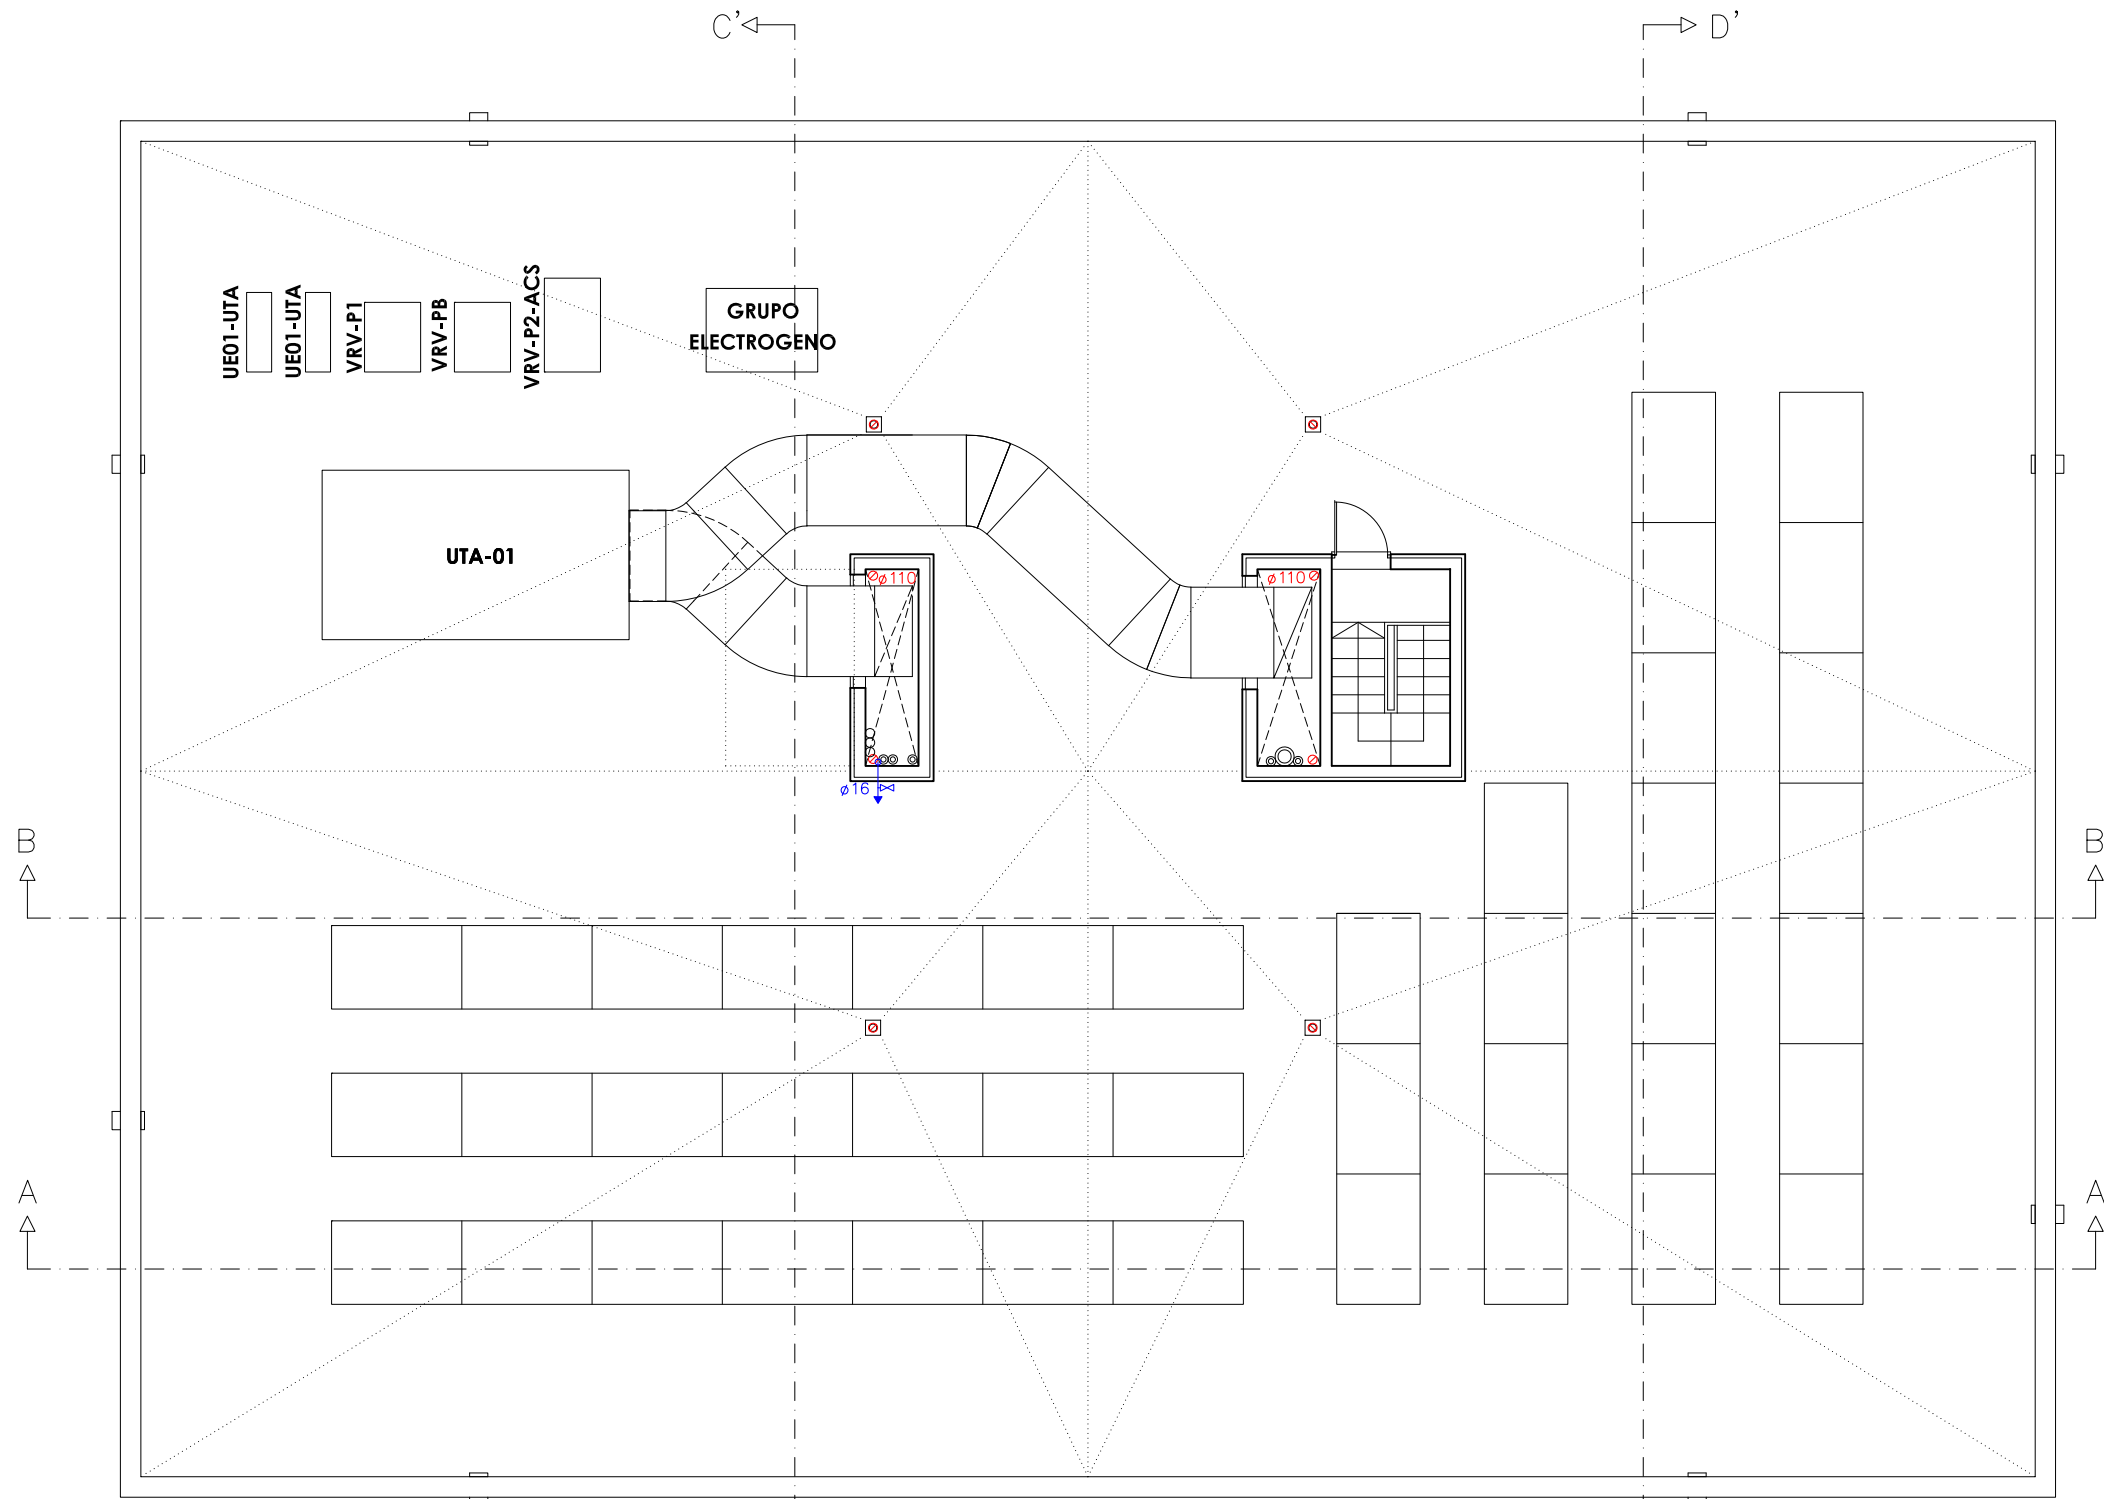 C' D'
UE01-UTA
UE01-UTA
VRV-P1
VRV-PB
VRV-P2-ACS
GRUPO
ELECTROGENO
UTA-01
ø110
ø110
ø16
B B
A A